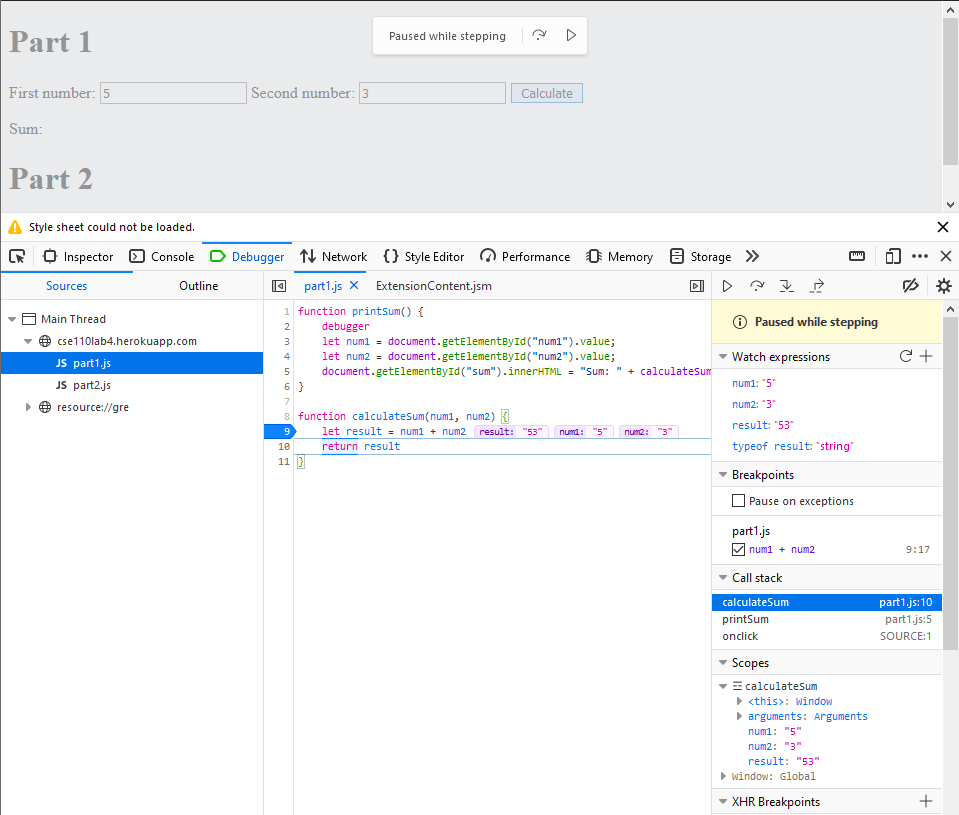 Paused while stepping
Part 1
First number: 5 Second number: 3 Calculate
Sum:
Part 2
Style sheet could not be loaded.
Inspector Console Debugger Network Style Editor Performance Memory Storage
Sources Outline
Main Thread
cse110lab4.herokuapp.com
JS part1.js
JS part2.js
resource://gre
part1.js ExtensionContent.jsm
1 function printSum() {
2 debugger
3 let num1 = document.getElementById("num1").value;
4 let num2 = document.getElementById("num2").value;
5 document.getElementById("sum").innerHTML = "Sum: " + calculateSum
6 }
7
8 function calculateSum(num1, num2) {
9 let result = num1 + num2 result: "53" num1: "5" num2: "3"
10 return result
11 }
Paused while stepping
Watch expressions
num1: "5"
num2: "3"
result: "53"
typeof result: "string"
Breakpoints
Pause on exceptions
part1.js
num1 + num2 9:17
Call stack
calculateSum part1.js:10
printSum part1.js:5
onclick SOURCE:1
Scopes
calculateSum
<this>: Window
arguments: Arguments
num1: "5"
num2: "3"
result: "53"
Window: Global
XHR Breakpoints